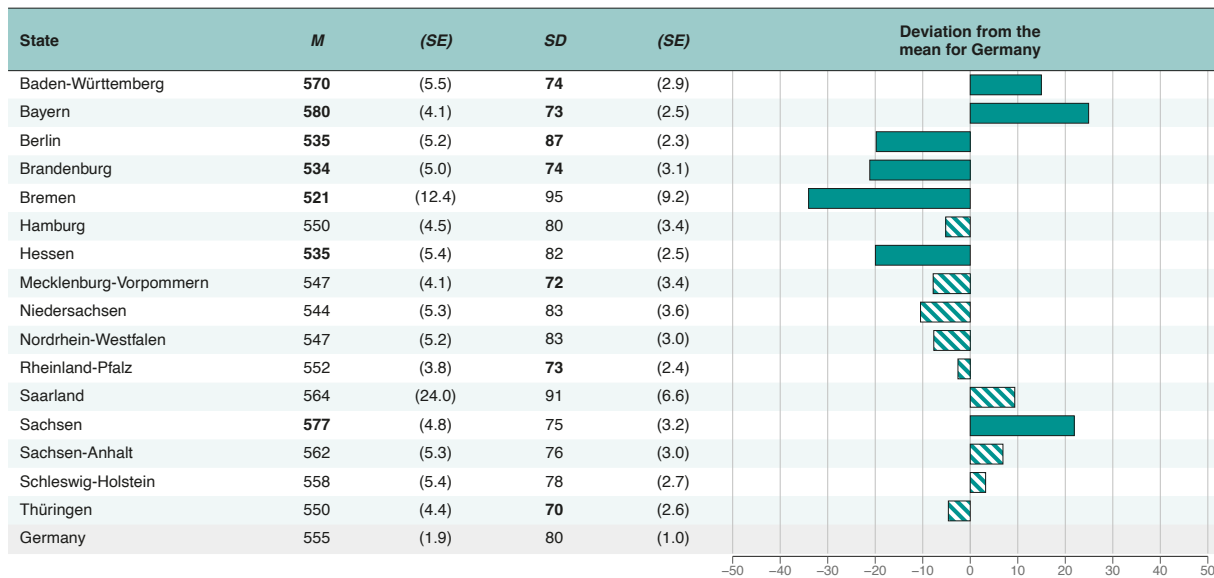 State M (SE) SD (SE) Deviation from the
mean for Germany
Baden-Württemberg 570 (5.5) 74 (2.9)
Bayern 580 (4.1) 73 (2.5)
Berlin 535 (5.2) 87 (2.3)
Brandenburg 534 (5.0) 74 (3.1)
Bremen 521 (12.4) 95 (9.2)
Hamburg 550 (4.5) 80 (3.4)
Hessen 535 (5.4) 82 (2.5)
Mecklenburg-Vorpommern 547 (4.1) 72 (3.4)
Niedersachsen 544 (5.3) 83 (3.6)
Nordrhein-Westfalen 547 (5.2) 83 (3.0)
Rheinland-Pfalz 552 (3.8) 73 (2.4)
Saarland 564 (24.0) 91 (6.6)
Sachsen 577 (4.8) 75 (3.2)
Sachsen-Anhalt 562 (5.3) 76 (3.0)
Schleswig-Holstein 558 (5.4) 78 (2.7)
Thüringen 550 (4.4) 70 (2.6)
Germany 555 (1.9) 80 (1.0)
−50 −40 −30 −20 −10 0 10 20 30 40 50